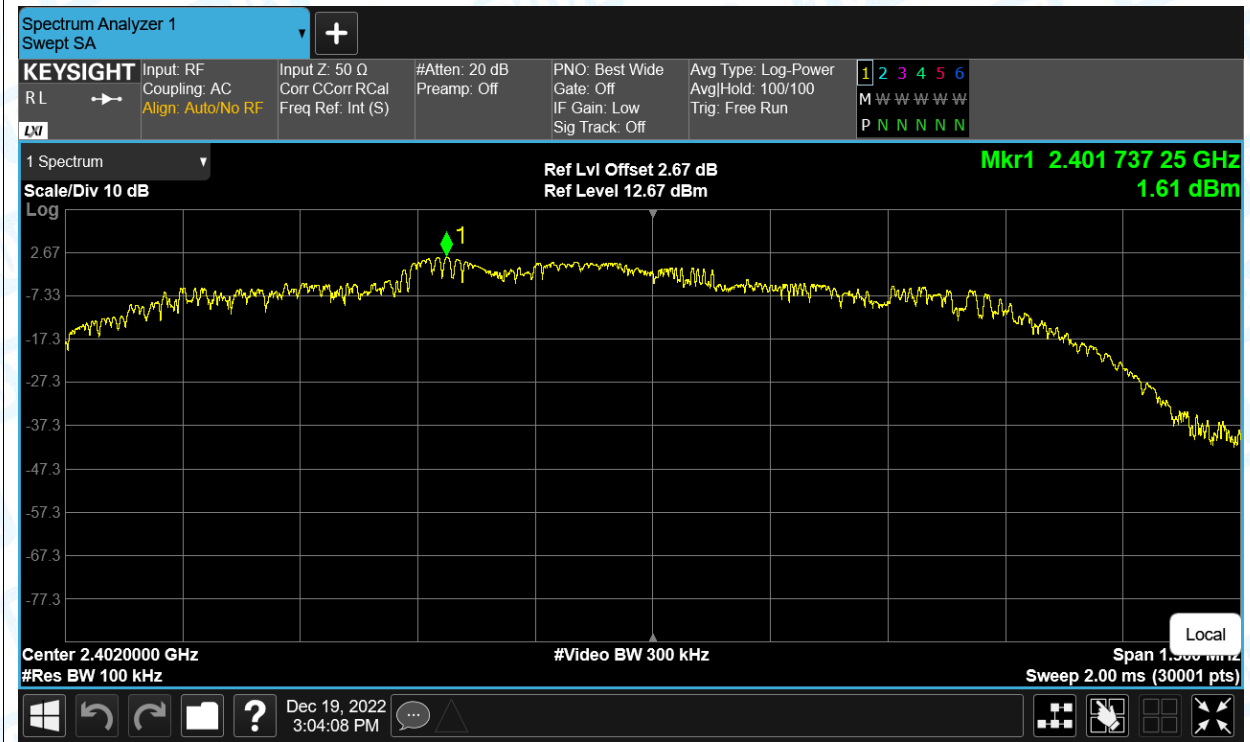 Spectrum Analyzer 1
Swept SA
KEYSIGHT
R L
LXI
Input: RF
Coupling: AC
Align: Auto/No RF
Input Z: 50 Ω
Corr CCorr RCal
Freq Ref: Int (S)
#Atten: 20 dB
Preamp: Off
PNO: Best Wide
Gate: Off
IF Gain: Low
Sig Track: Off
Avg Type: Log-Power
Avg|Hold: 100/100
Trig: Free Run
1 2 3 4 5 6
M W W W W W W
P N N N N N N
1 Spectrum
Scale/Div 10 dB
Log
Ref Lvl Offset 2.67 dB
Ref Level 12.67 dBm
Mkr1 2.401 737 25 GHz
1.61 dBm
1
2.67
-7.33
-17.3
-27.3
-37.3
-47.3
-57.3
-67.3
-77.3
Local
Center 2.4020000 GHz
#Video BW 300 kHz
Span
#Res BW 100 kHz
Sweep 2.00 ms (30001 pts)
?
Dec 19, 2022
3:04:08 PM